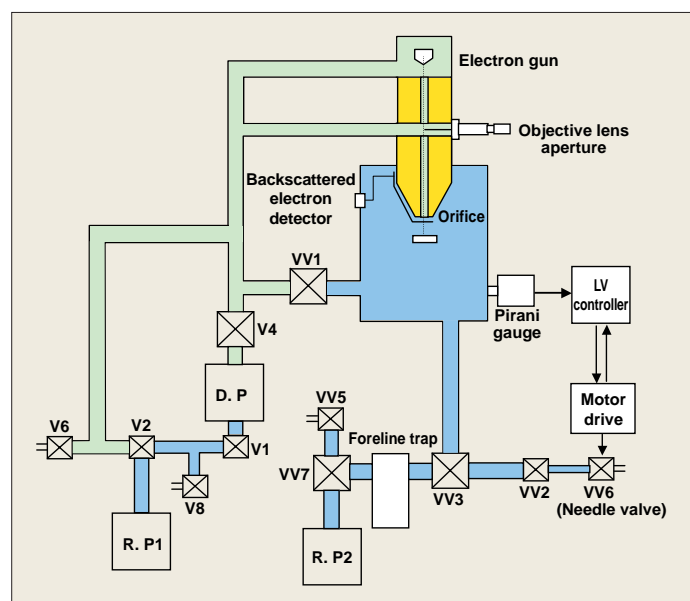 Electron gun
Objective lens
aperture
Backscattered
electron
detector
Orifice
VV1
LV
controller
Pirani
gauge
V4
D. P
Motor
drive
VV5
V6
V2
V1
Foreline trap
VV7
VV3
VV2
VV6
(Needle valve)
V8
R. P1
R. P2